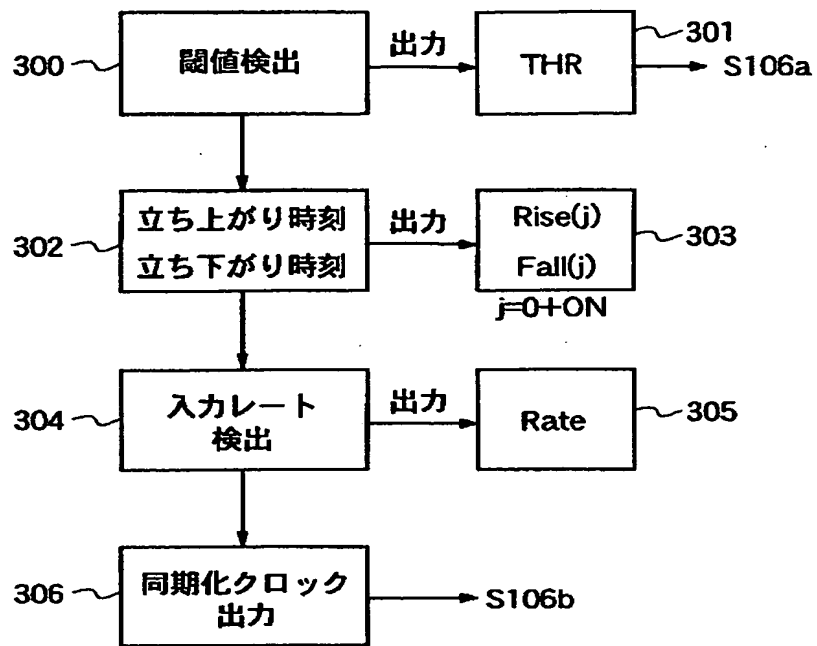 300
閾値検出
出力
THR
301
S106a
302
立ち上がり時刻
立ち下がり時刻
出力
Rise(j)
Fall(j)
303
j=0+ON
304
入力レート
検出
出力
Rate
305
306
同期化クロック
出力
S106b